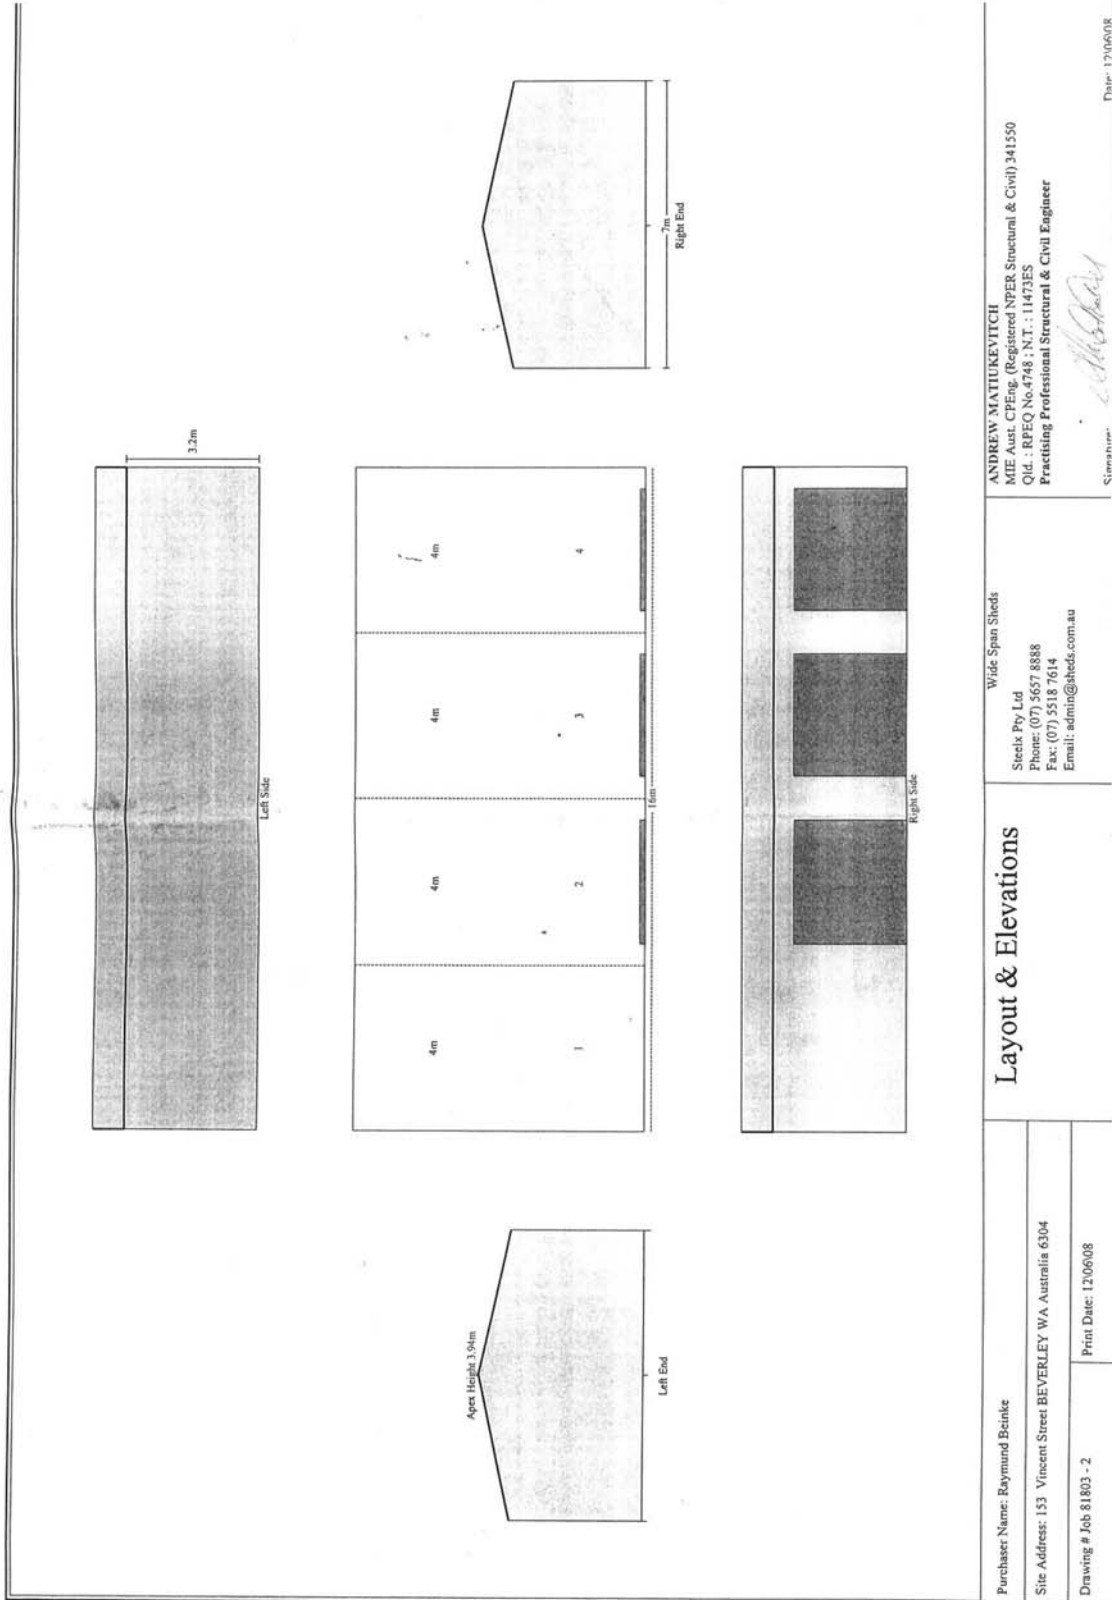 3.2m
Left Side
Apex Height 3.94m
Left End
4m
4m
4m
4m
1
2
3
4
16m
7m
Right End
Right Side
Purchaser Name: Raymund Beinke
Site Address: 153 Vincent Street BEVERLEY WA Australia 6304
Drawing # Job 81803 - 2
Print Date: 12\06\08
Layout & Elevations
Wide Span Sheds
Steelx Pty Ltd
Phone: (07) 5657 8888
Fax: (07) 5518 7614
Email: admin@sheds.com.au
ANDREW MATIUKEVITCH
MIE Aust. CPEng. (Registered NPER Structural & Civil) 341550
Qld. : RPEQ No.4748 ; N.T. : 11473ES
Practising Professional Structural & Civil Engineer
Signature:
Date: 12\06\08